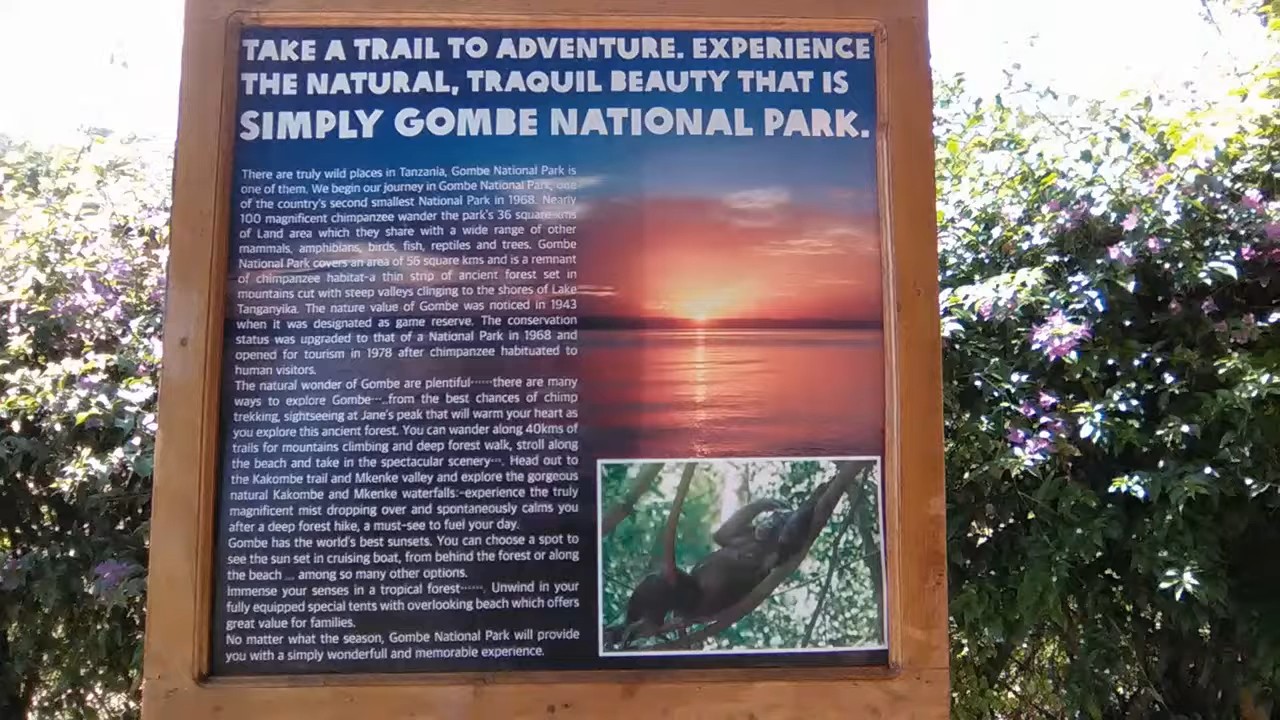 TAKE A TRAIL TO ADVENTURE. EXPERIENCE
THE NATURAL, TRAQUIL BEAUTY THAT IS
SIMPLY GOMBE NATIONAL PARK.
There are truly wild places in Tanzania, Gombe National Park is
one of them. We begin our journey in Gombe National Park, one
of the country's second smallest National Park in 1968. Nearly
100 magnificent chimpanzee wander the park's 36 square kms
of Land area which they share with a wide range of other
mammals, amphibians, birds, fish, reptiles and trees. Gombe
National Park covers an area of 56 square kms and is a remnant
of chimpanzee habitat-a thin strip of ancient forest set in
mountains cut with steep valleys clinging to the shores of Lake
Tanganyika. The nature value of Gombe was noticed in 1943
when it was designated as game reserve. The conservation
status was upgraded to that of a National Park in 1968 and
opened for tourism in 1978 after chimpanzee habituated to
human visitors.
The natural wonder of Gombe are plentiful......there are many
ways to explore Gombe.....from the best chances of chimp
trekking, sightseeing at Jane's peak that will warm your heart as
you explore this ancient forest. You can wander along 40kms of
trails for mountains climbing and deep forest walk, stroll along
the beach and take in the spectacular scenery.... Head out to
the Kakombe trail and Mkenke valley and explore the gorgeous
natural Kakombe and Mkenke waterfalls:-experience the truly
magnificent mist dropping over and spontaneously calms you
after a deep forest hike, a must-see to fuel your day.
Gombe has the world's best sunsets. You can choose a spot to
see the sun set in cruising boat, from behind the forest or along
the beach ... among so many other options.
Immense your senses in a tropical forest....... Unwind in your
fully equipped special tents with overlooking beach which offers
great value for families.
No matter what the season, Gombe National Park will provide
you with a simply wonderfull and memorable experience.